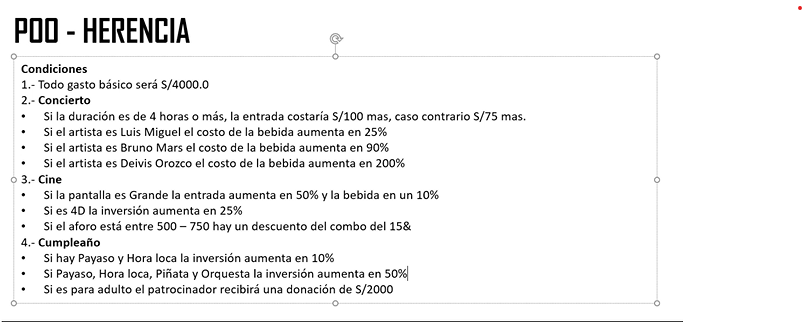 POO - HERENCIA
Condiciones
1.- Todo gasto básico será S/4000.0
2.- Concierto
• Si la duración es de 4 horas o más, la entrada costaría S/100 mas, caso contrario S/75 mas.
• Si el artista es Luis Miguel el costo de la bebida aumenta en 25%
• Si el artista es Bruno Mars el costo de la bebida aumenta en 90%
• Si el artista es Deivis Orozco el costo de la bebida aumenta en 200%
3.- Cine
• Si la pantalla es Grande la entrada aumenta en 50% y la bebida en un 10%
• Si es 4D la inversión aumenta en 25%
• Si el aforo está entre 500 – 750 hay un descuento del combo del 15&
4.- Cumpleaño
• Si hay Payaso y Hora loca la inversión aumenta en 10%
• Si Payaso, Hora loca, Piñata y Orquesta la inversión aumenta en 50%
• Si es para adulto el patrocinador recibirá una donación de S/2000